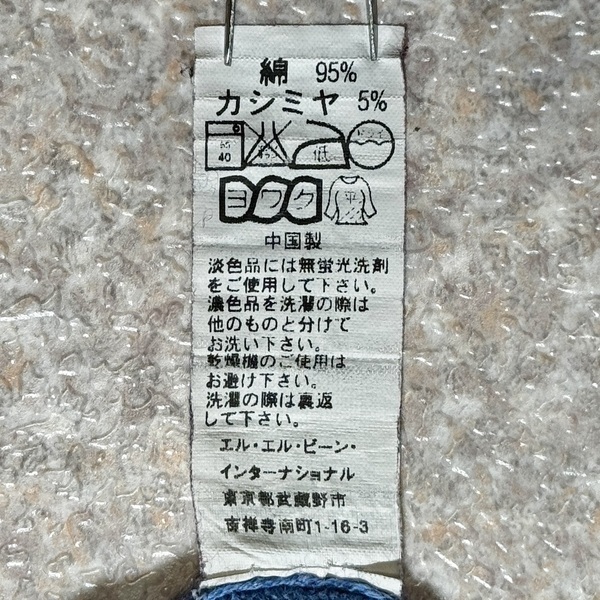 綿 95%
カシミヤ 5%
40
低
ドライ
ヨワク
平
中国製
淡色品には無蛍光洗剤
をご使用して下さい。
濃色品を洗濯の際は
他のものと分けて
お洗い下さい。
乾燥機のご使用は
お避け下さい。
洗濯の際は裏返
して下さい。
エル・エル・ビーン・
インターナショナル
東京都武蔵野市
吉祥寺南町1-16-3